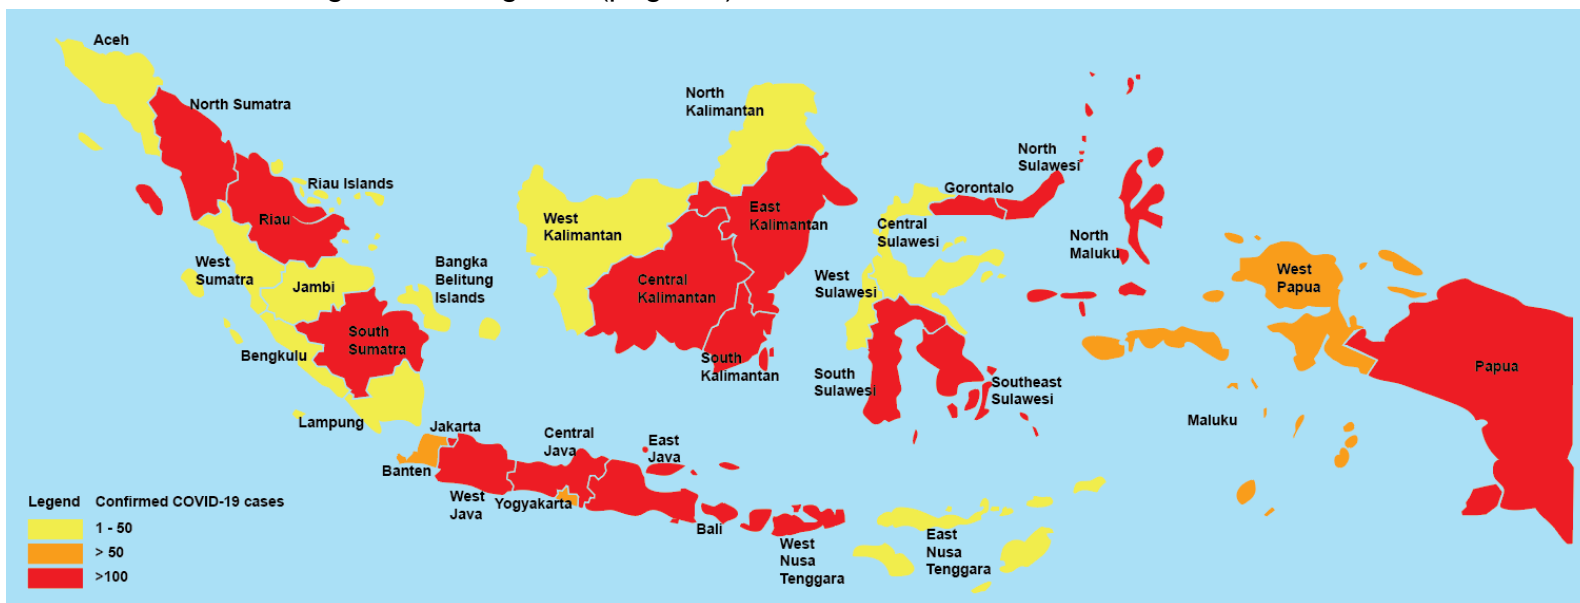 Aceh
North Sumatra
Riau Islands
Riau
West
Sumatra
Jambi
Bangka
Belitung
Islands
South
Sumatra
Bengkulu
Lampung
North
Kalimantan
West
Kalimantan
East
Kalimantan
Central
Kalimantan
South
Kalimantan
North
Sulawesi
Gorontalo
Central
Sulawesi
West
Sulawesi
South
Sulawesi
Southeast
Sulawesi
North
Maluku
West
Papua
Papua
Maluku
Jakarta
Banten
West
Java
Central
Java
Yogyakarta
East
Java
Bali
West
Nusa
Tenggara
East
Nusa
Tenggara
Legend Confirmed COVID-19 cases
1 - 50
> 50
>100